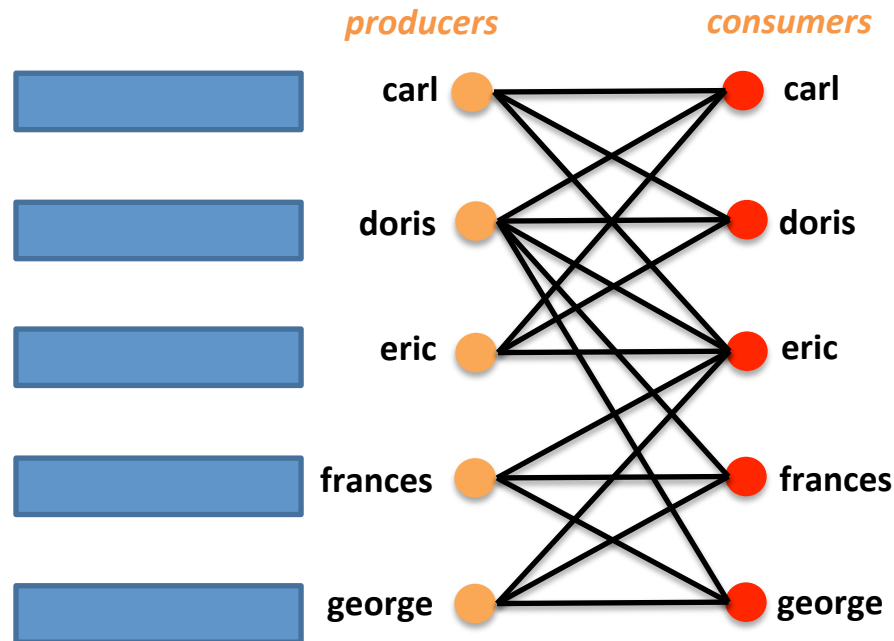 producers consumers
carl carl
doris doris
eric eric
frances frances
george george